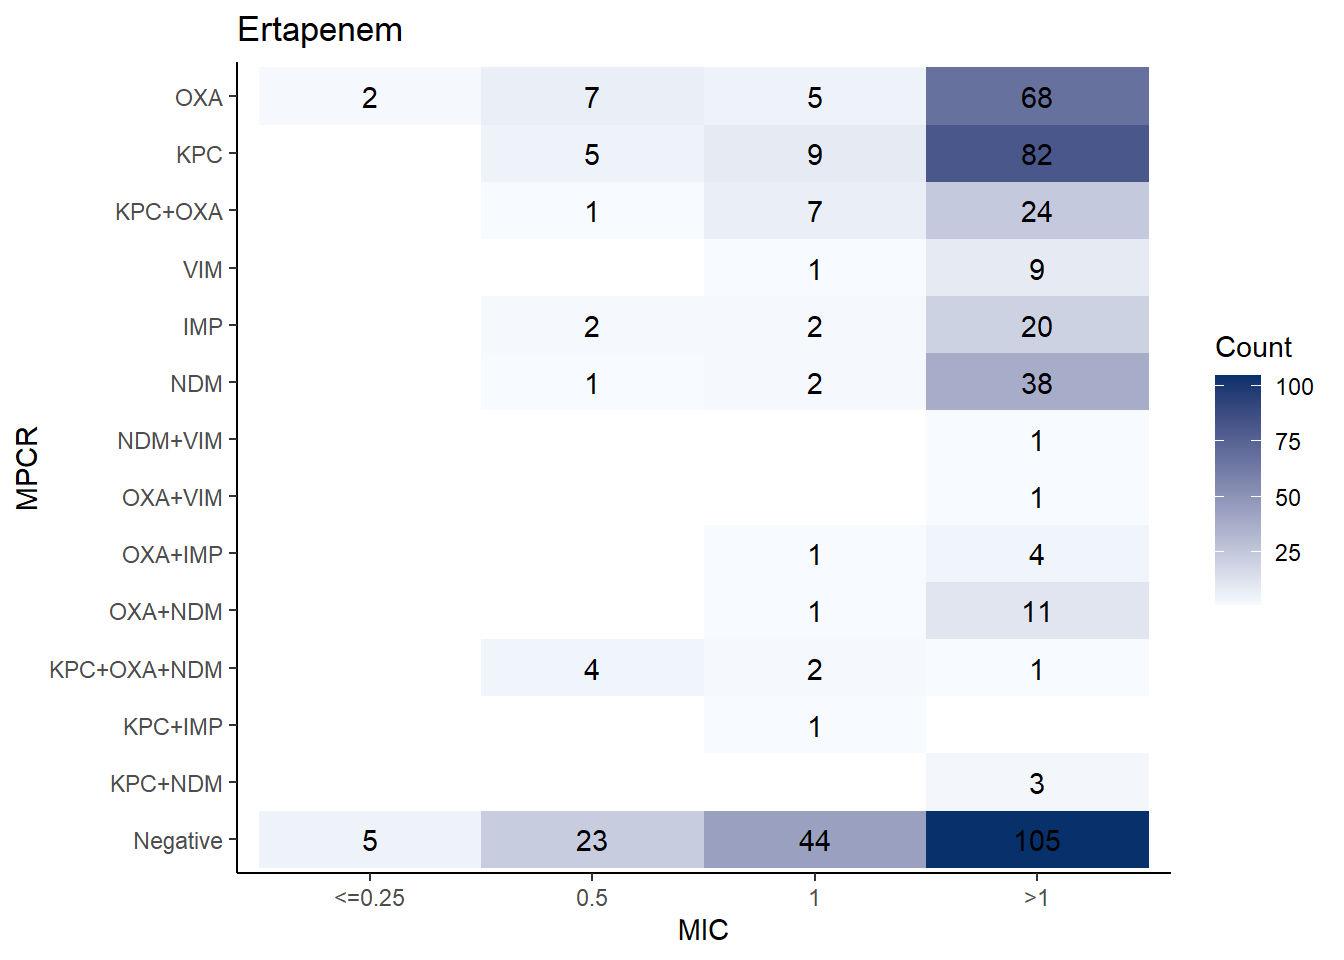 Ertapenem
OXA 2 7 5 68
KPC 5 9 82
KPC+OXA 1 7 24
VIM 1 9
IMP 2 2 20
NDM 1 2 38
NDM+VIM 1
OXA+VIM 1
OXA+IMP 1 4
OXA+NDM 1 11
KPC+OXA+NDM 4 2 1
KPC+IMP 1
KPC+NDM 3
Negative 5 23 44 105
<=0.25 0.5 1 >1
MIC
MPCR
Count
100
75
50
25